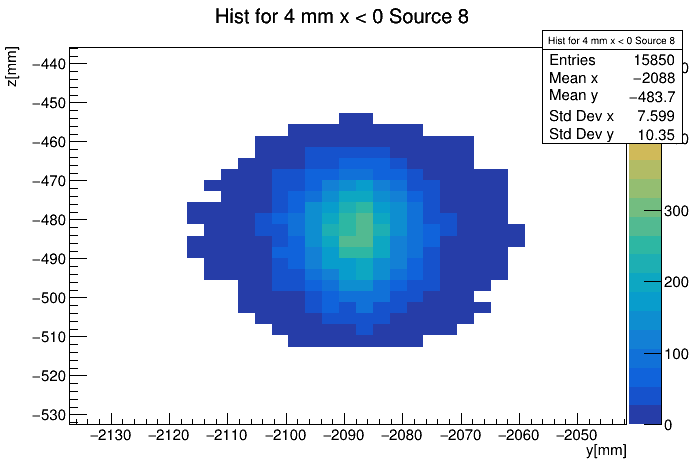 Hist for 4 mm x < 0 Source 8
Hist for 4 mm x < 0 Source 8
Entries 15850
Mean x −2088
Mean y −483.7
Std Dev x 7.599
Std Dev y 10.35
z[mm]
−440
−450
−460
−470
−480
−490
−500
−510
−520
−530
−2130 −2120 −2110 −2100 −2090 −2080 −2070 −2060 −2050
y[mm]
0
0
300
200
100
0